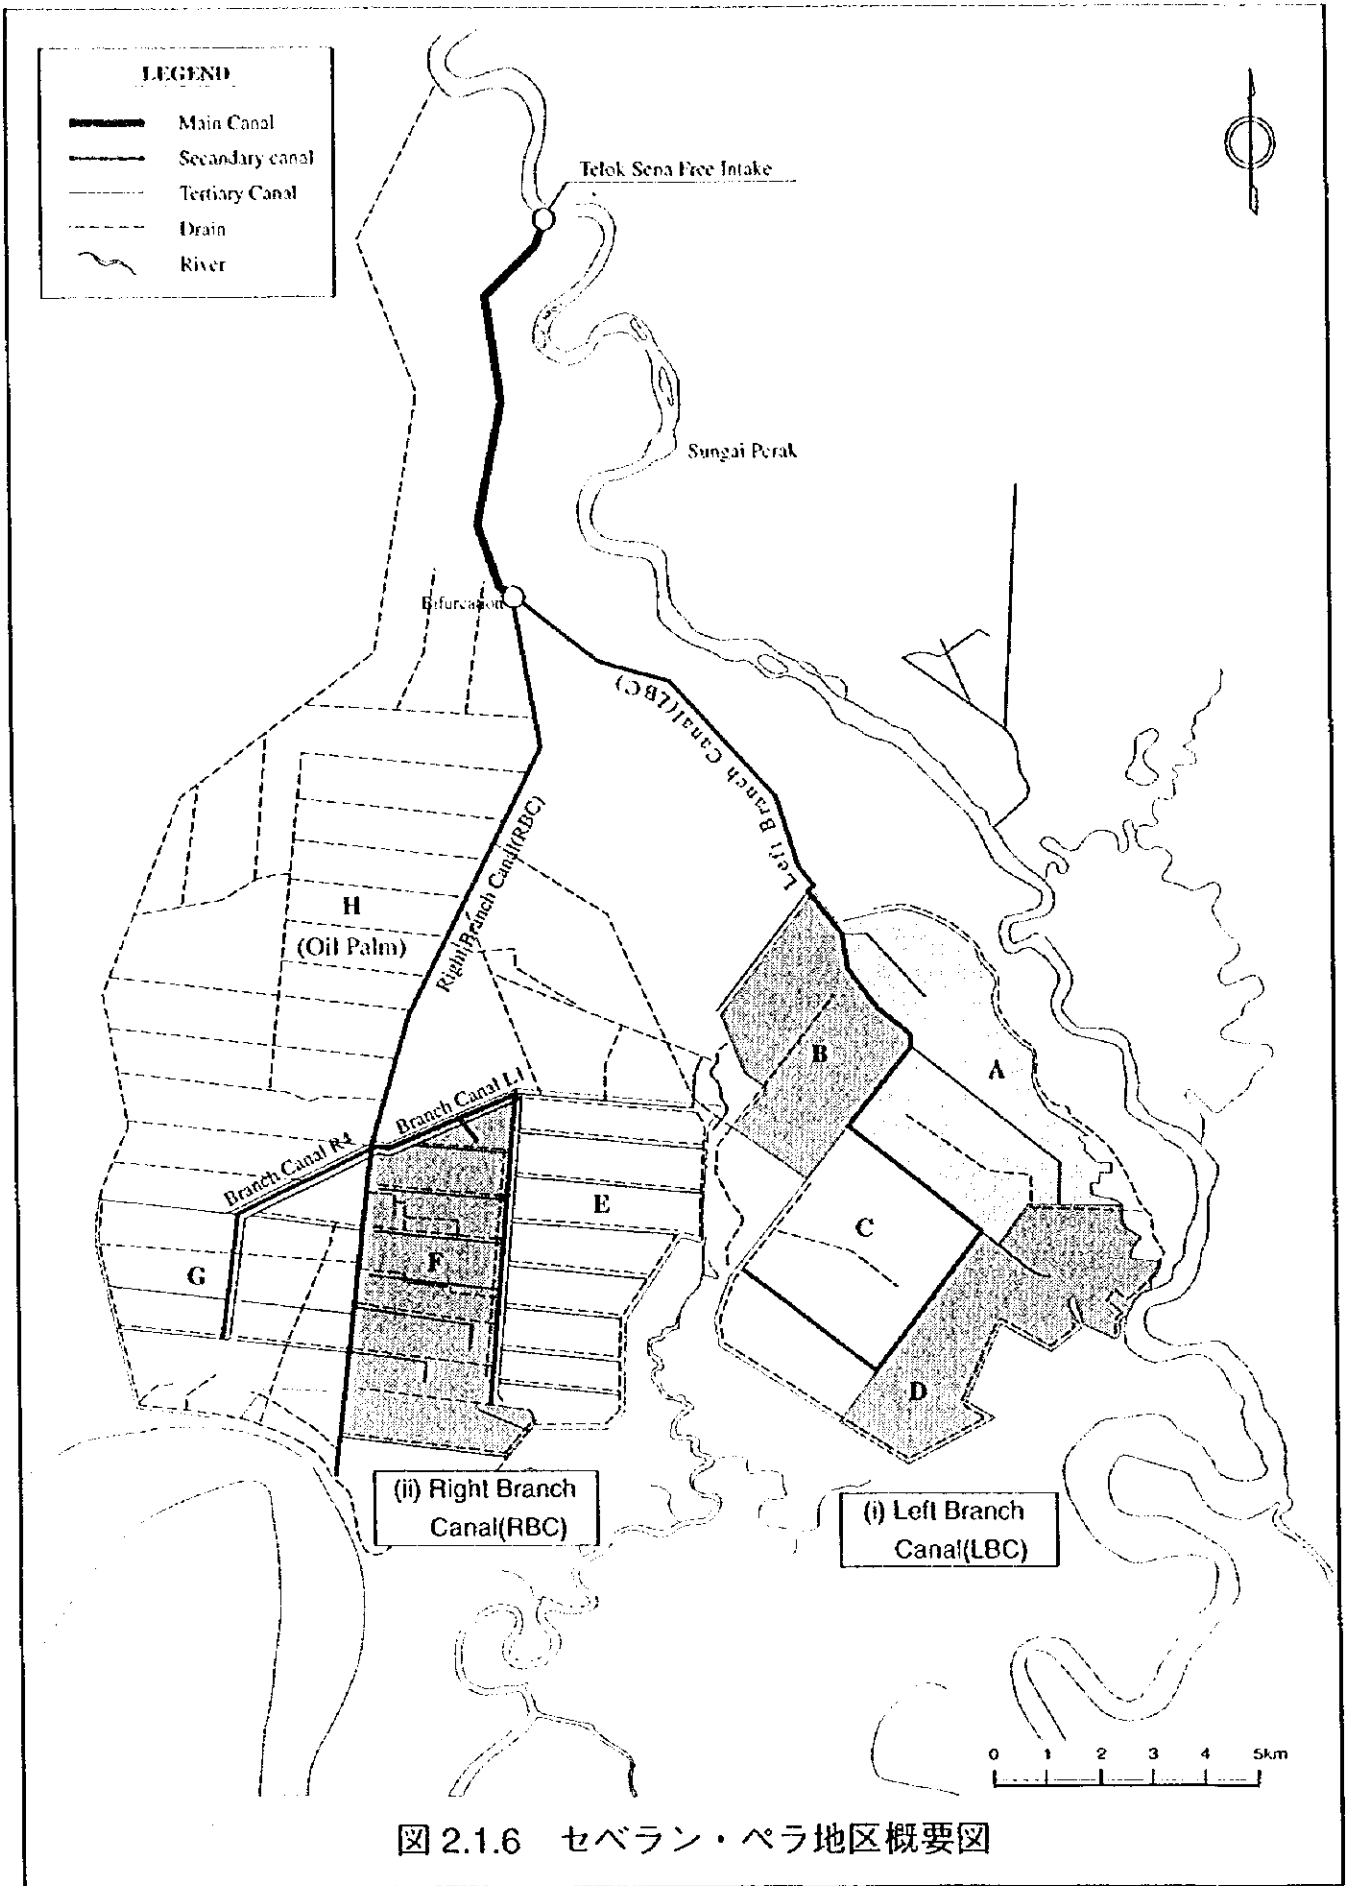 LEGEND
Main Canal
Secandary canal
Tertiary Canal
Drain
River
Telok Sena Free Intake
Sungai Perak
Bifurcation
Left Branch Canal(LBC)
Right Branch Canal(RBC)
H
(Oil Palm)
B
A
Branch Canal L1
Branch Canal R4
E
C
G
F
D
(ii) Right Branch
Canal(RBC)
(i) Left Branch
Canal(LBC)
0 1 2 3 4 5km
図 2.1.6 セベラン・ペラ地区概要図